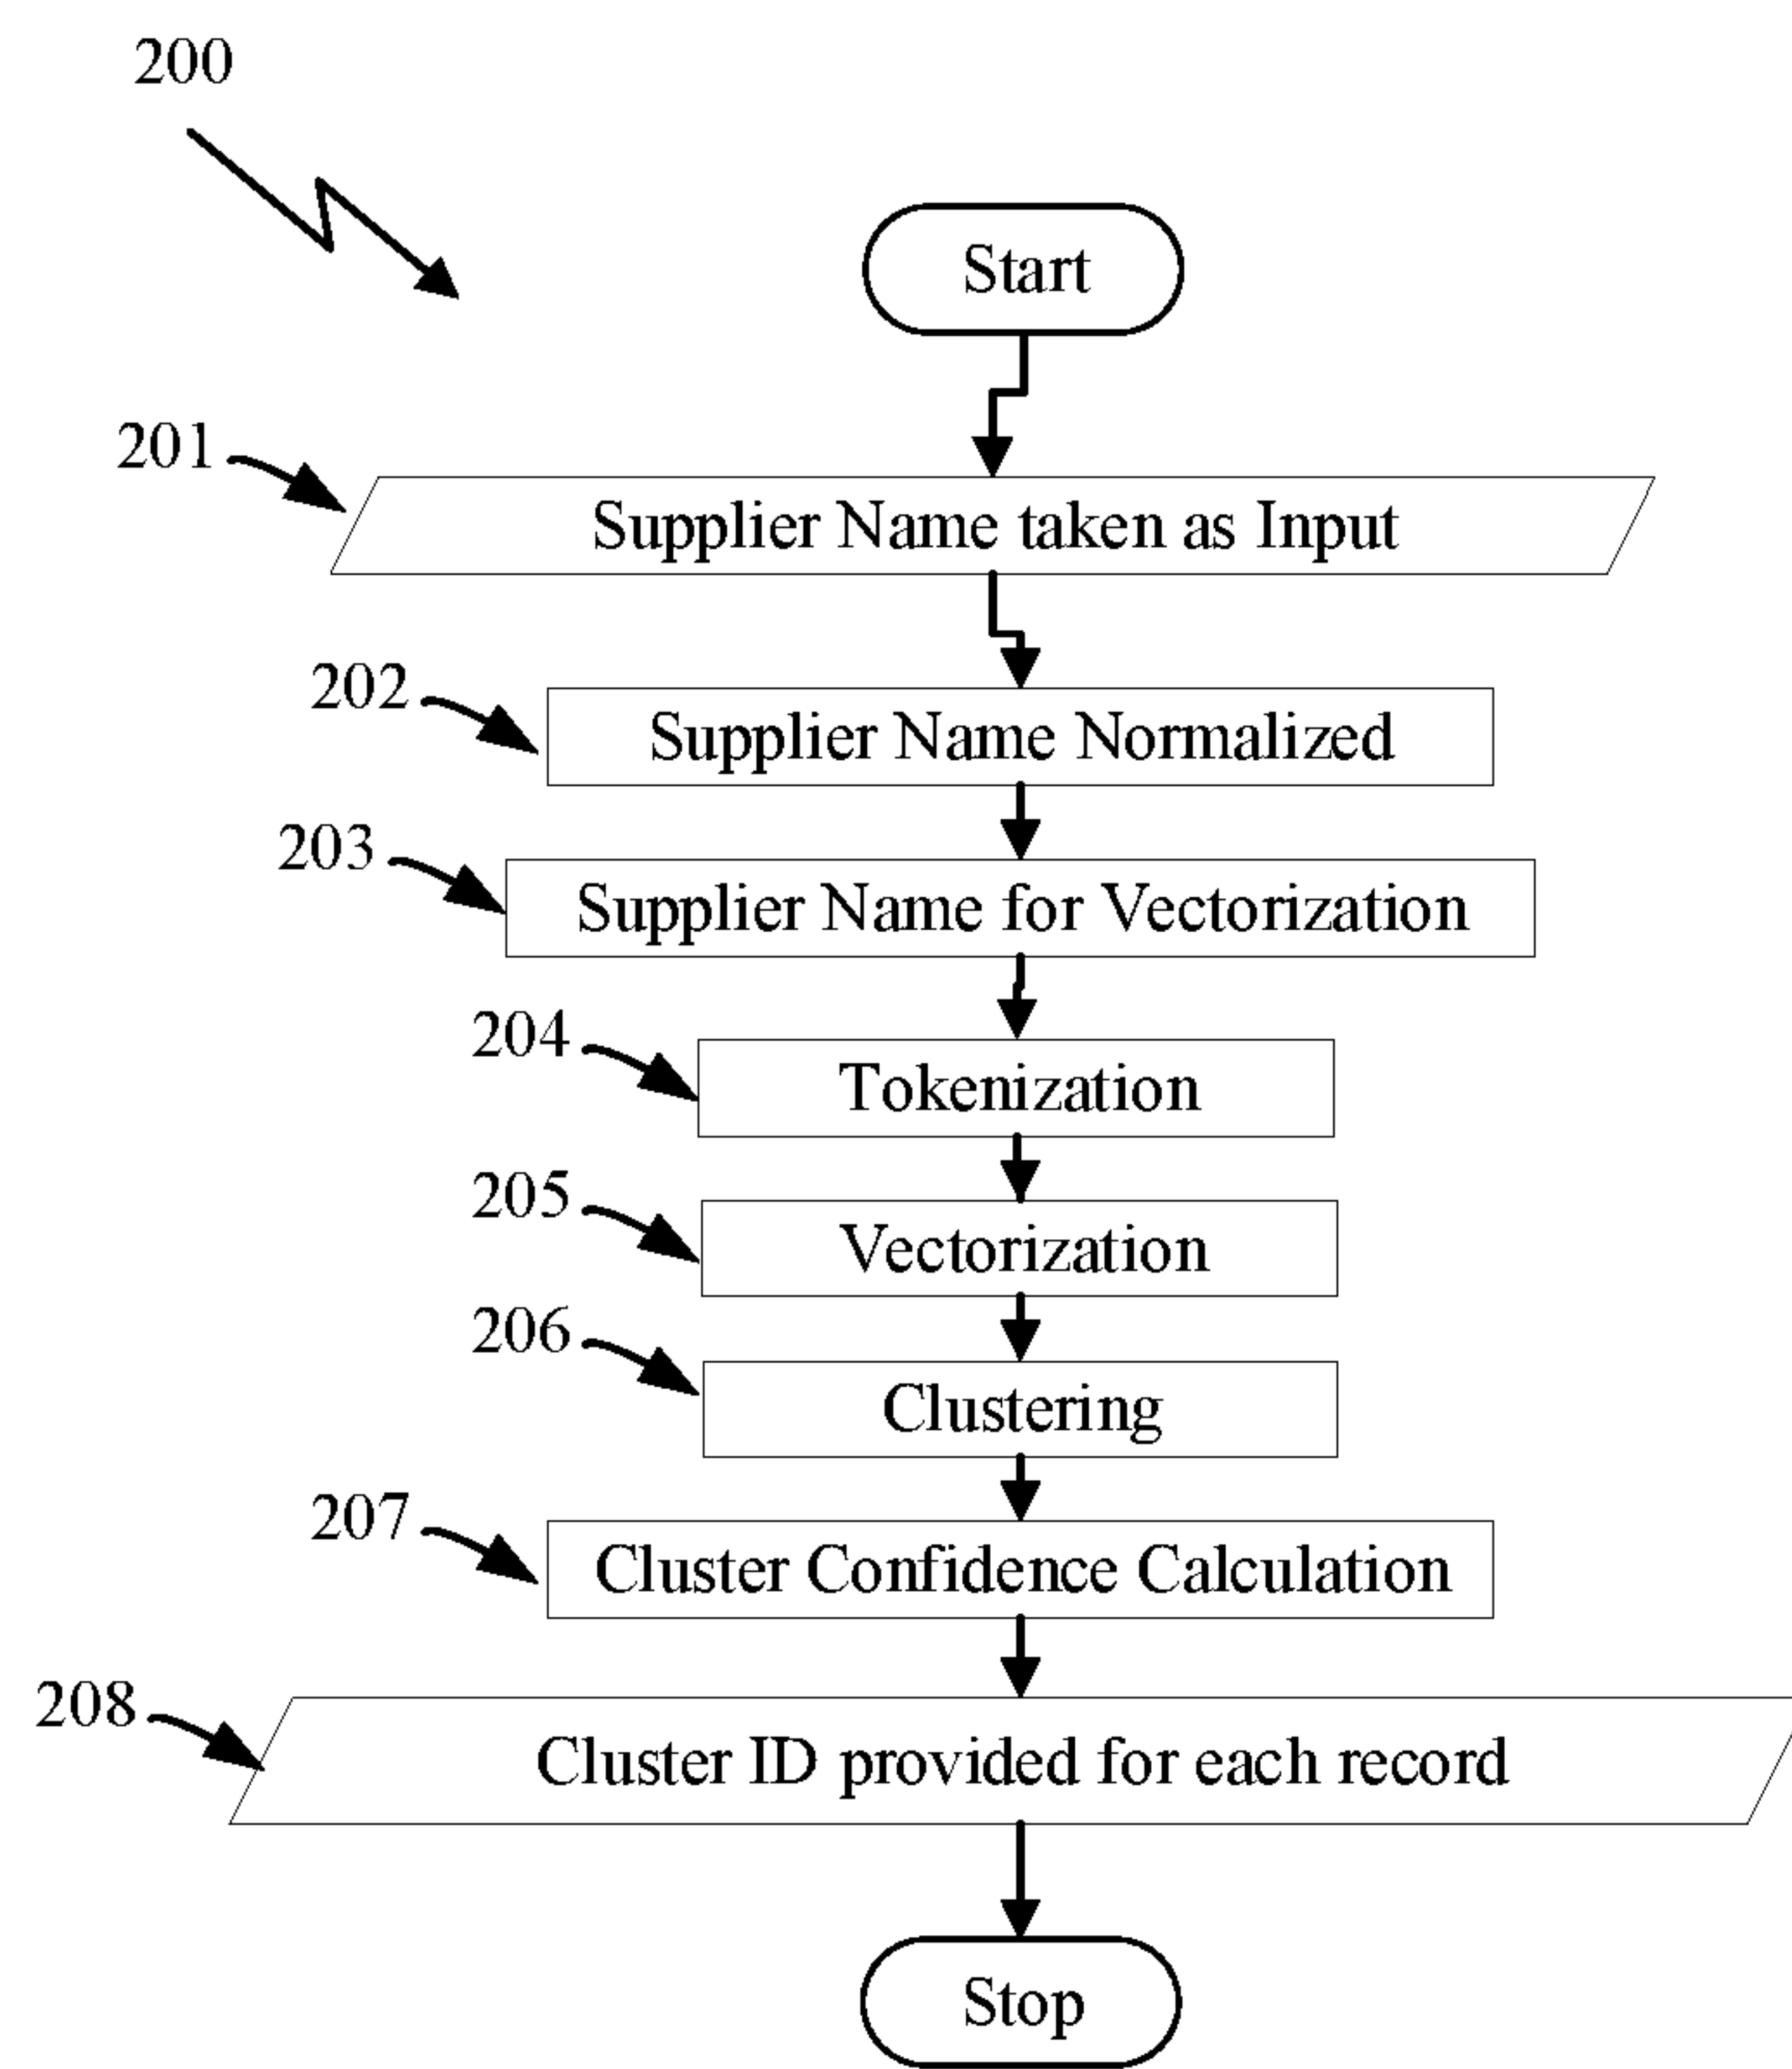 200
Start
201
Supplier Name taken as Input
202
Supplier Name Normalized
203
Supplier Name for Vectorization
204
Tokenization
205
Vectorization
206
Clustering
207
Cluster Confidence Calculation
208
Cluster ID provided for each record
Stop